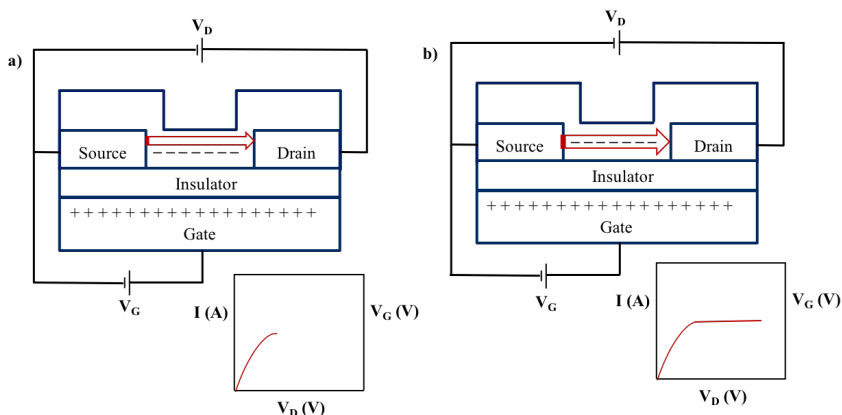 a)
V_D
Source
Drain
Insulator
+ + + + + + + + + + + + + + + + +
Gate
V_G
I (A)
V_G (V)
V_D (V)
b)
V_D
Source
Drain
Insulator
+ + + + + + + + + + + + + + + + +
Gate
V_G
I (A)
V_G (V)
V_D (V)